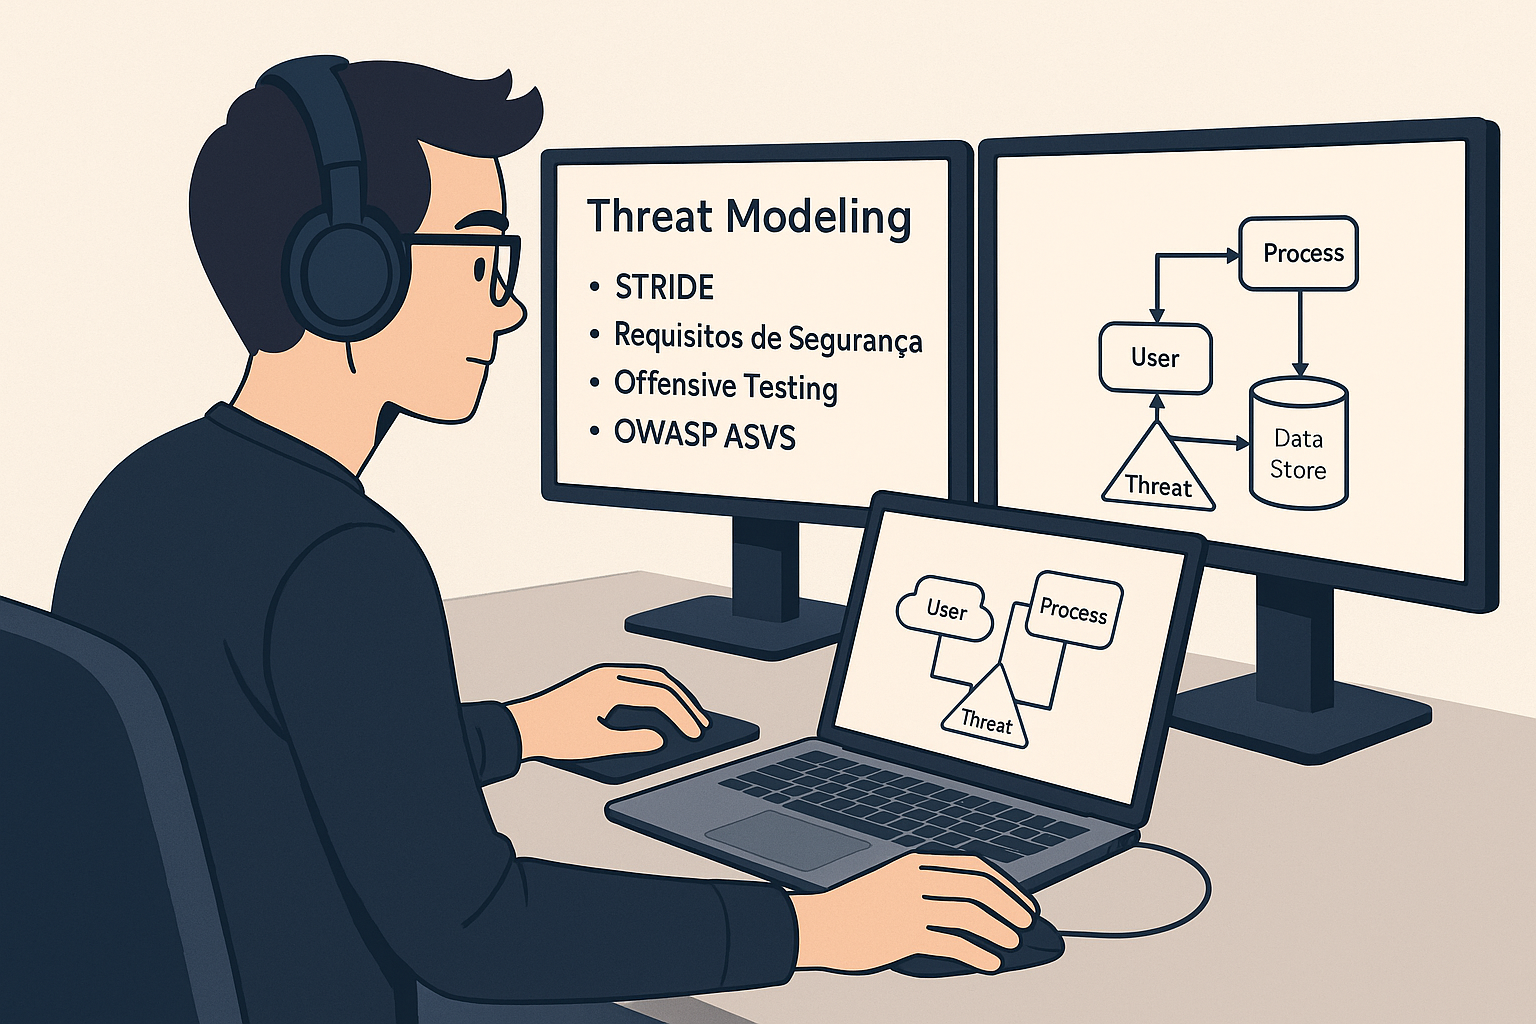 Threat Modeling
• STRIDE
• Requisitos de Segurança
• Offensive Testing
• OWASP ASVS
Process
User
Data
Store
Threat
User
Process
Threat